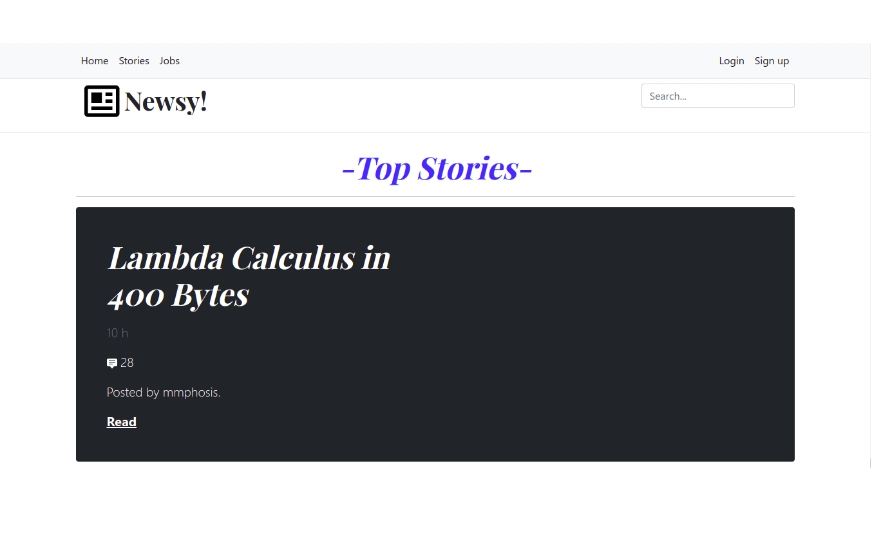 Home Stories Jobs Login Sign up
Newsy!
Search...
-Top Stories-
Lambda Calculus in
400 Bytes
10 h
28
Posted by mmphosis.
Read